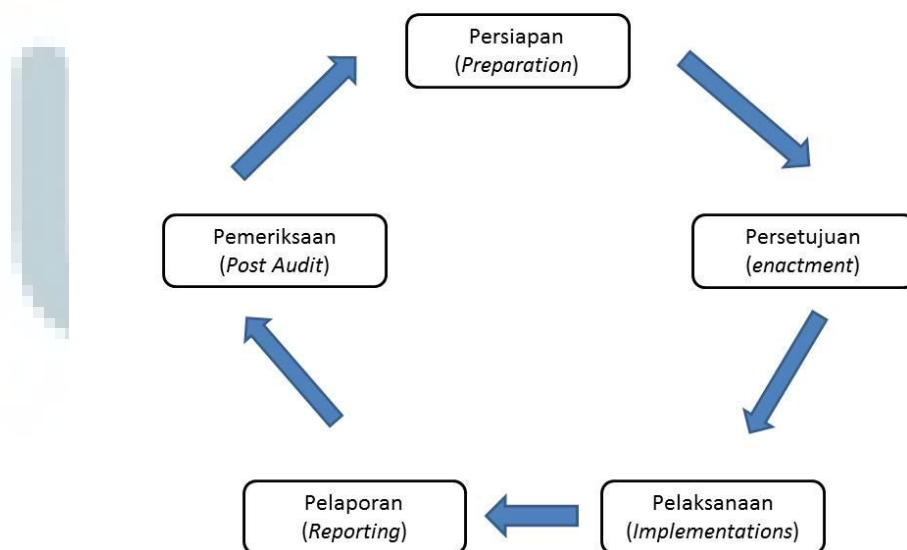 Persiapan
(Preparation)
Persetujuan
(enactment)
Pelaksanaan
(Implementations)
Pelaporan
(Reporting)
Pemeriksaan
(Post Audit)